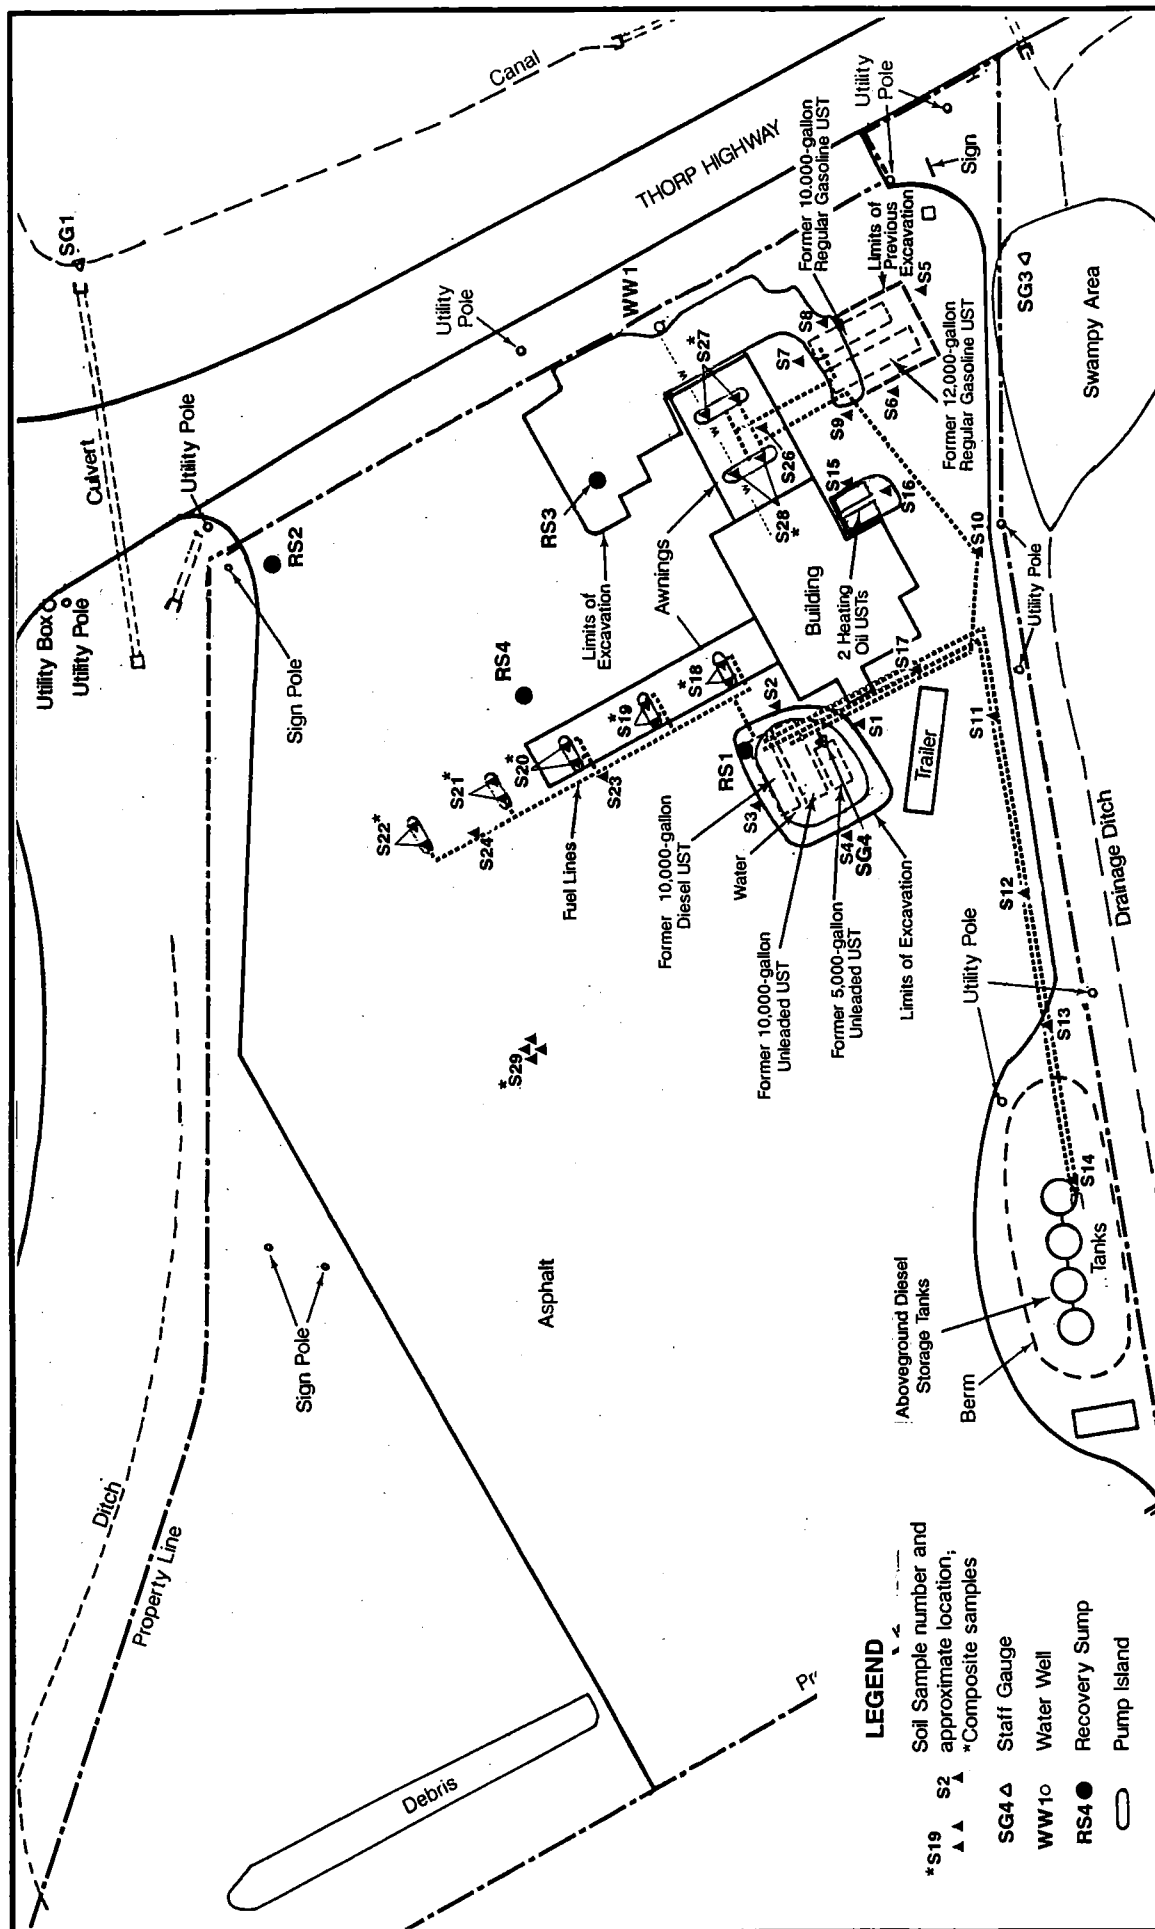 Canal
SG1
THORP HIGHWAY
Utility
Pole
Sign
Former 10,000-gallon
Regular Gasoline UST
Limits of
Previous
Excavation
S5
SG3
Swampy Area
Utility
Pole
WW1
*
S27
S7
S8
S6
S9
Former 12,000-gallon
Regular Gasoline UST
Culvert
Utility Pole
RS2
RS3
Limits of
Excavation
Awnings
S26
S28
*
S15
S16
S10
Utility Pole
Building
2 Heating
Oil USTs
S17
Utility Box
Utility Pole
Sign Pole
RS4
*
S18
*
S19
*
S20
S21*
S22*
S23
S24
Fuel Lines
S2
S1
RS1
S3
S4
SG4
Trailer
S11
S12
S13
S14
Drainage Ditch
Former 10,000-gallon
Diesel UST
Water
Former 10,000-gallon
Unleaded UST
Former 5,000-gallon
Unleaded UST
Limits of Excavation
Utility Pole
*
S29
Asphalt
Sign Pole
Aboveground Diesel
Storage Tanks
Tanks
Berm
Ditch
Property Line
Debris
LEGEND
*S19 S2 Soil Sample number and
approximate location;
*Composite samples
SG4 Staff Gauge
WW1 Water Well
RS4 Recovery Sump
Pump Island